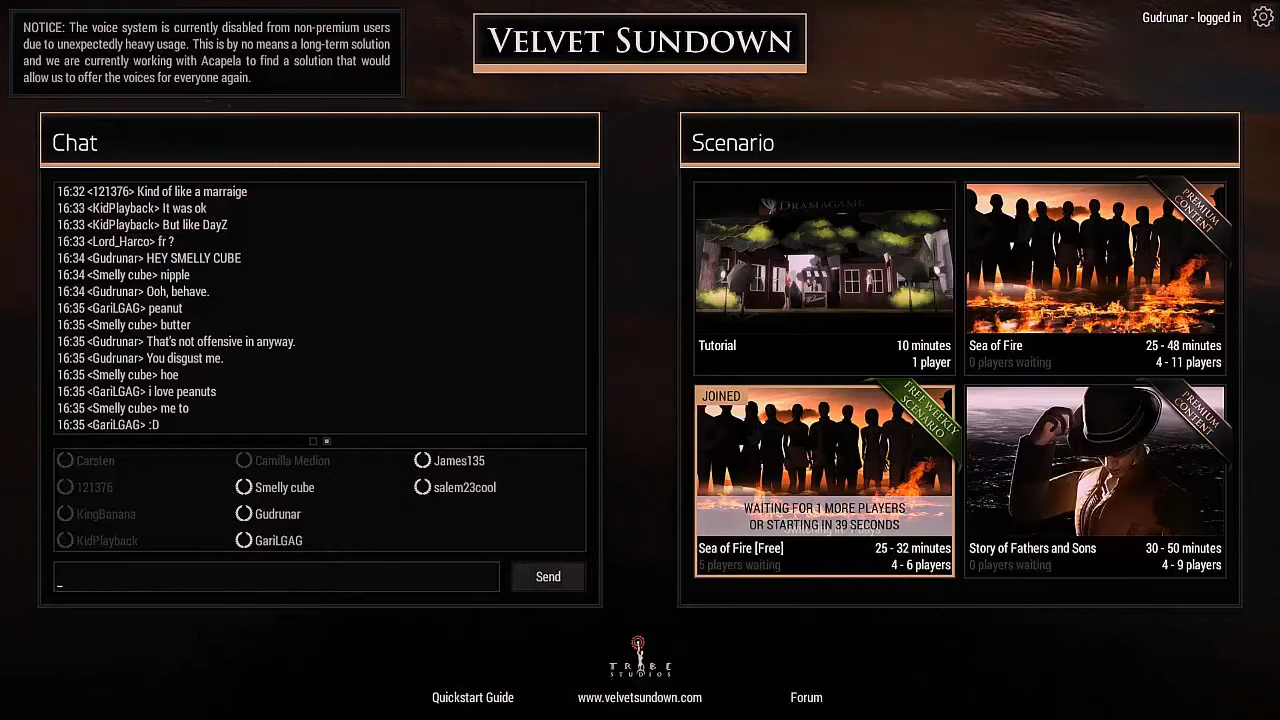 NOTICE: The voice system is currently disabled from non-premium users
due to unexpectedly heavy usage. This is by no means a long-term solution
and we are currently working with Acapela to find a solution that would
allow us to offer the voices for everyone again.
VELVET SUNDOWN
Gudrunar - logged in
Chat
16:32 <121376> Kind of like a marraige
16:33 <KidPlayback> It was ok
16:33 <KidPlayback> But like DayZ
16:33 <Lord_Harco> fr ?
16:34 <Gudrunar> HEY SMELLY CUBE
16:34 <Smelly cube> nipple
16:34 <Gudrunar> Ooh, behave.
16:35 <GariLGAG> peanut
16:35 <Smelly cube> butter
16:35 <Gudrunar> That's not offensive in anyway.
16:35 <Gudrunar> You disgust me.
16:35 <Smelly cube> hoe
16:35 <GariLGAG> i love peanuts
16:35 <Smelly cube> me to
16:35 <GariLGAG> :D
Carsten
Camilla Medion
James135
121376
Smelly cube
salem23cool
KingBanana
Gudrunar
KidPlayback
GariLGAG
_
Send
Scenario
DRAMAGAME
Tutorial
10 minutes
1 player
PREMIUM
CONTENT
Sea of Fire
25 - 48 minutes
0 players waiting
4 - 11 players
JOINED
FREE WEEKLY
SCENARIO
WAITING FOR 1 MORE PLAYERS
OR STARTING IN 39 SECONDS
Sea of Fire [Free]
25 - 32 minutes
5 players waiting
4 - 6 players
PREMIUM
CONTENT
Story of Fathers and Sons
30 - 50 minutes
0 players waiting
4 - 9 players
TRIBE
STUDIOS
Quickstart Guide
www.velvetsundown.com
Forum